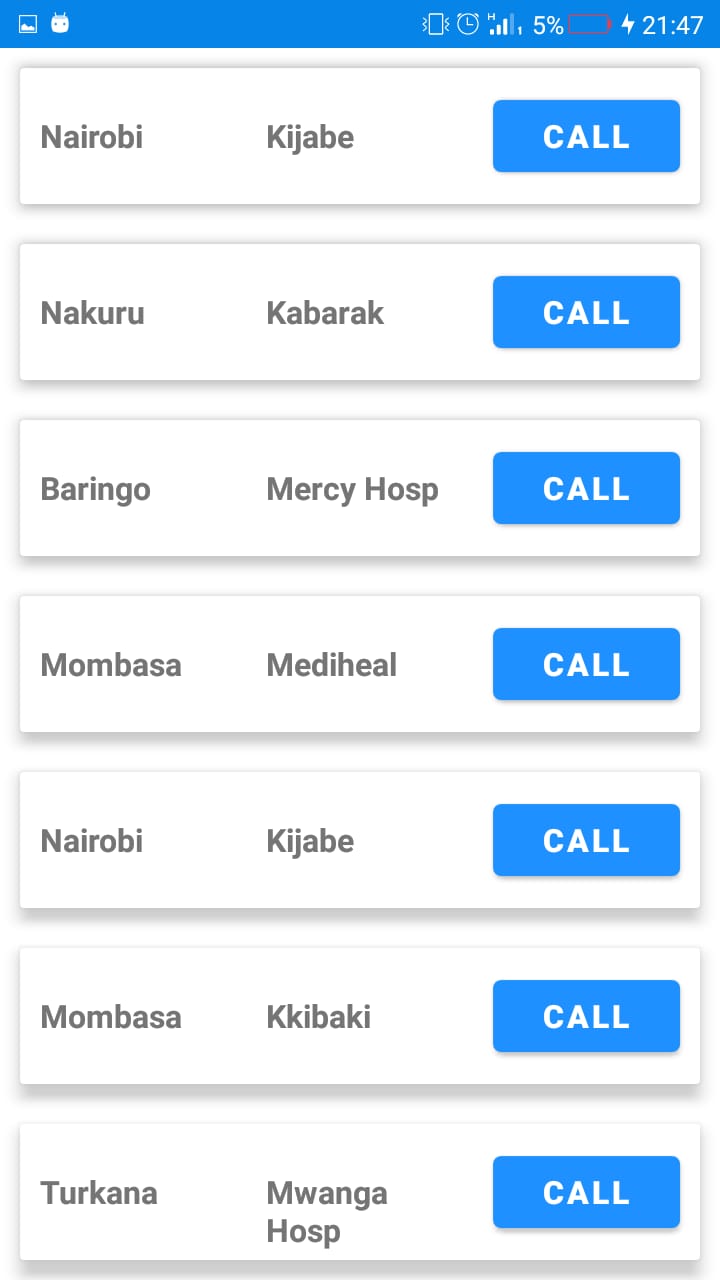 5% 21:47
Nairobi Kijabe CALL
Nakuru Kabarak CALL
Baringo Mercy Hosp CALL
Mombasa Mediheal CALL
Nairobi Kijabe CALL
Mombasa Kkibaki CALL
Turkana Mwanga CALL
Hosp